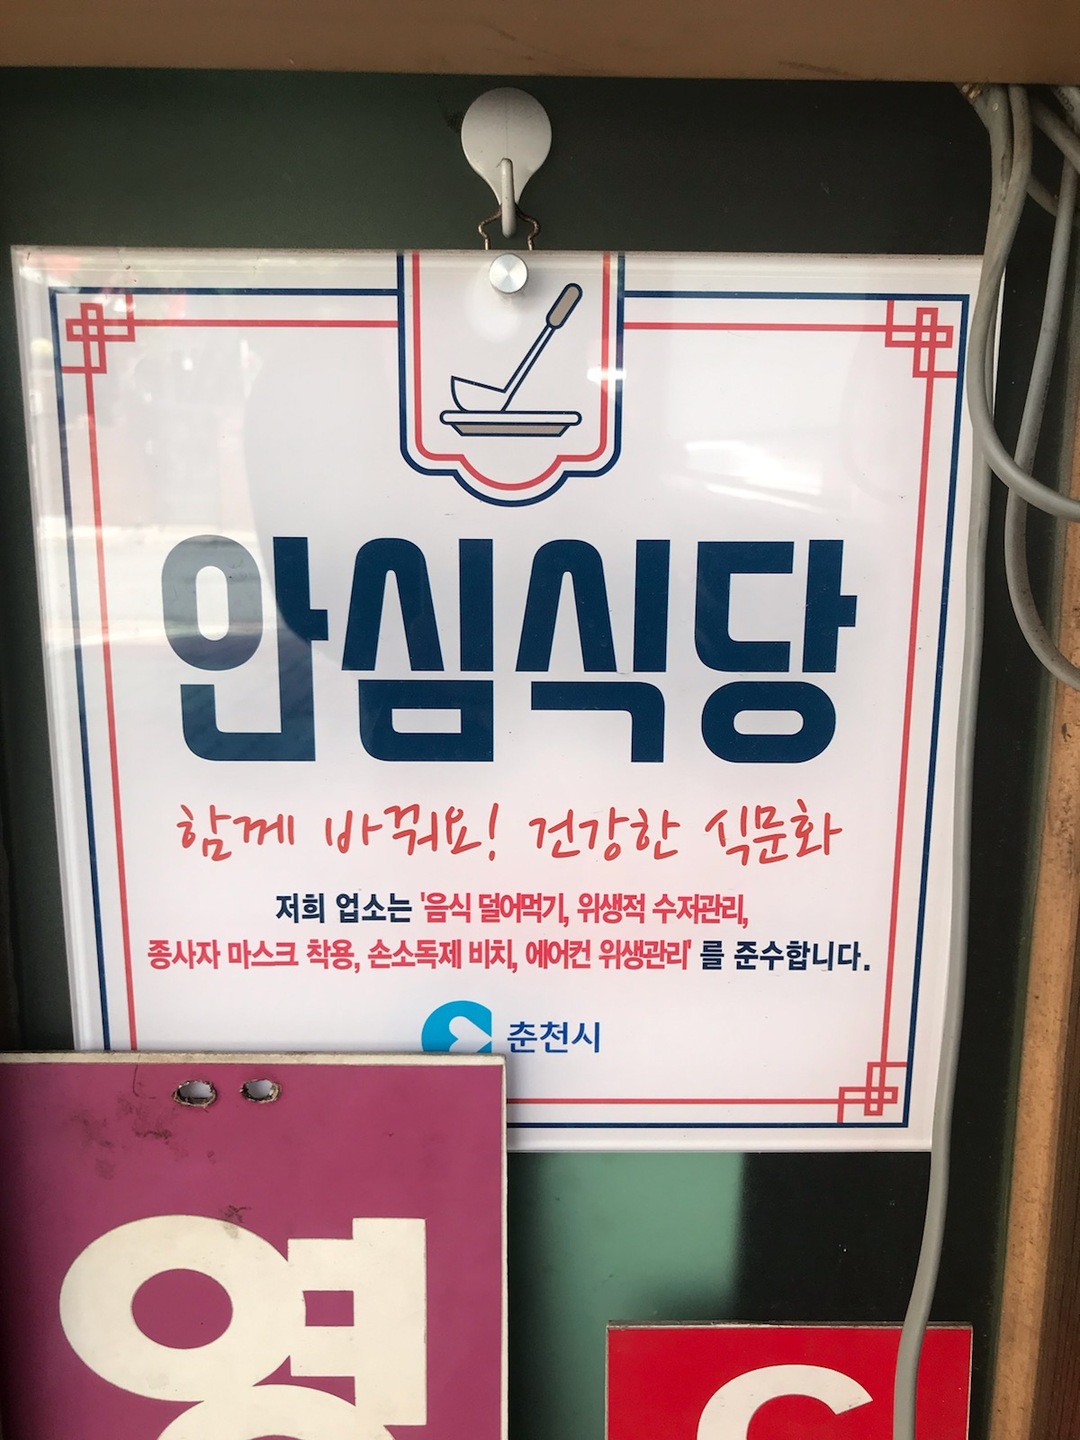 안심식당
함께 바꿔요! 건강한 식문화
저희 업소는 '음식 덜어먹기, 위생적 수저관리,
종사자 마스크 착용, 손소독제 비치, 에어컨 위생관리' 를 준수합니다.
춘천시
영